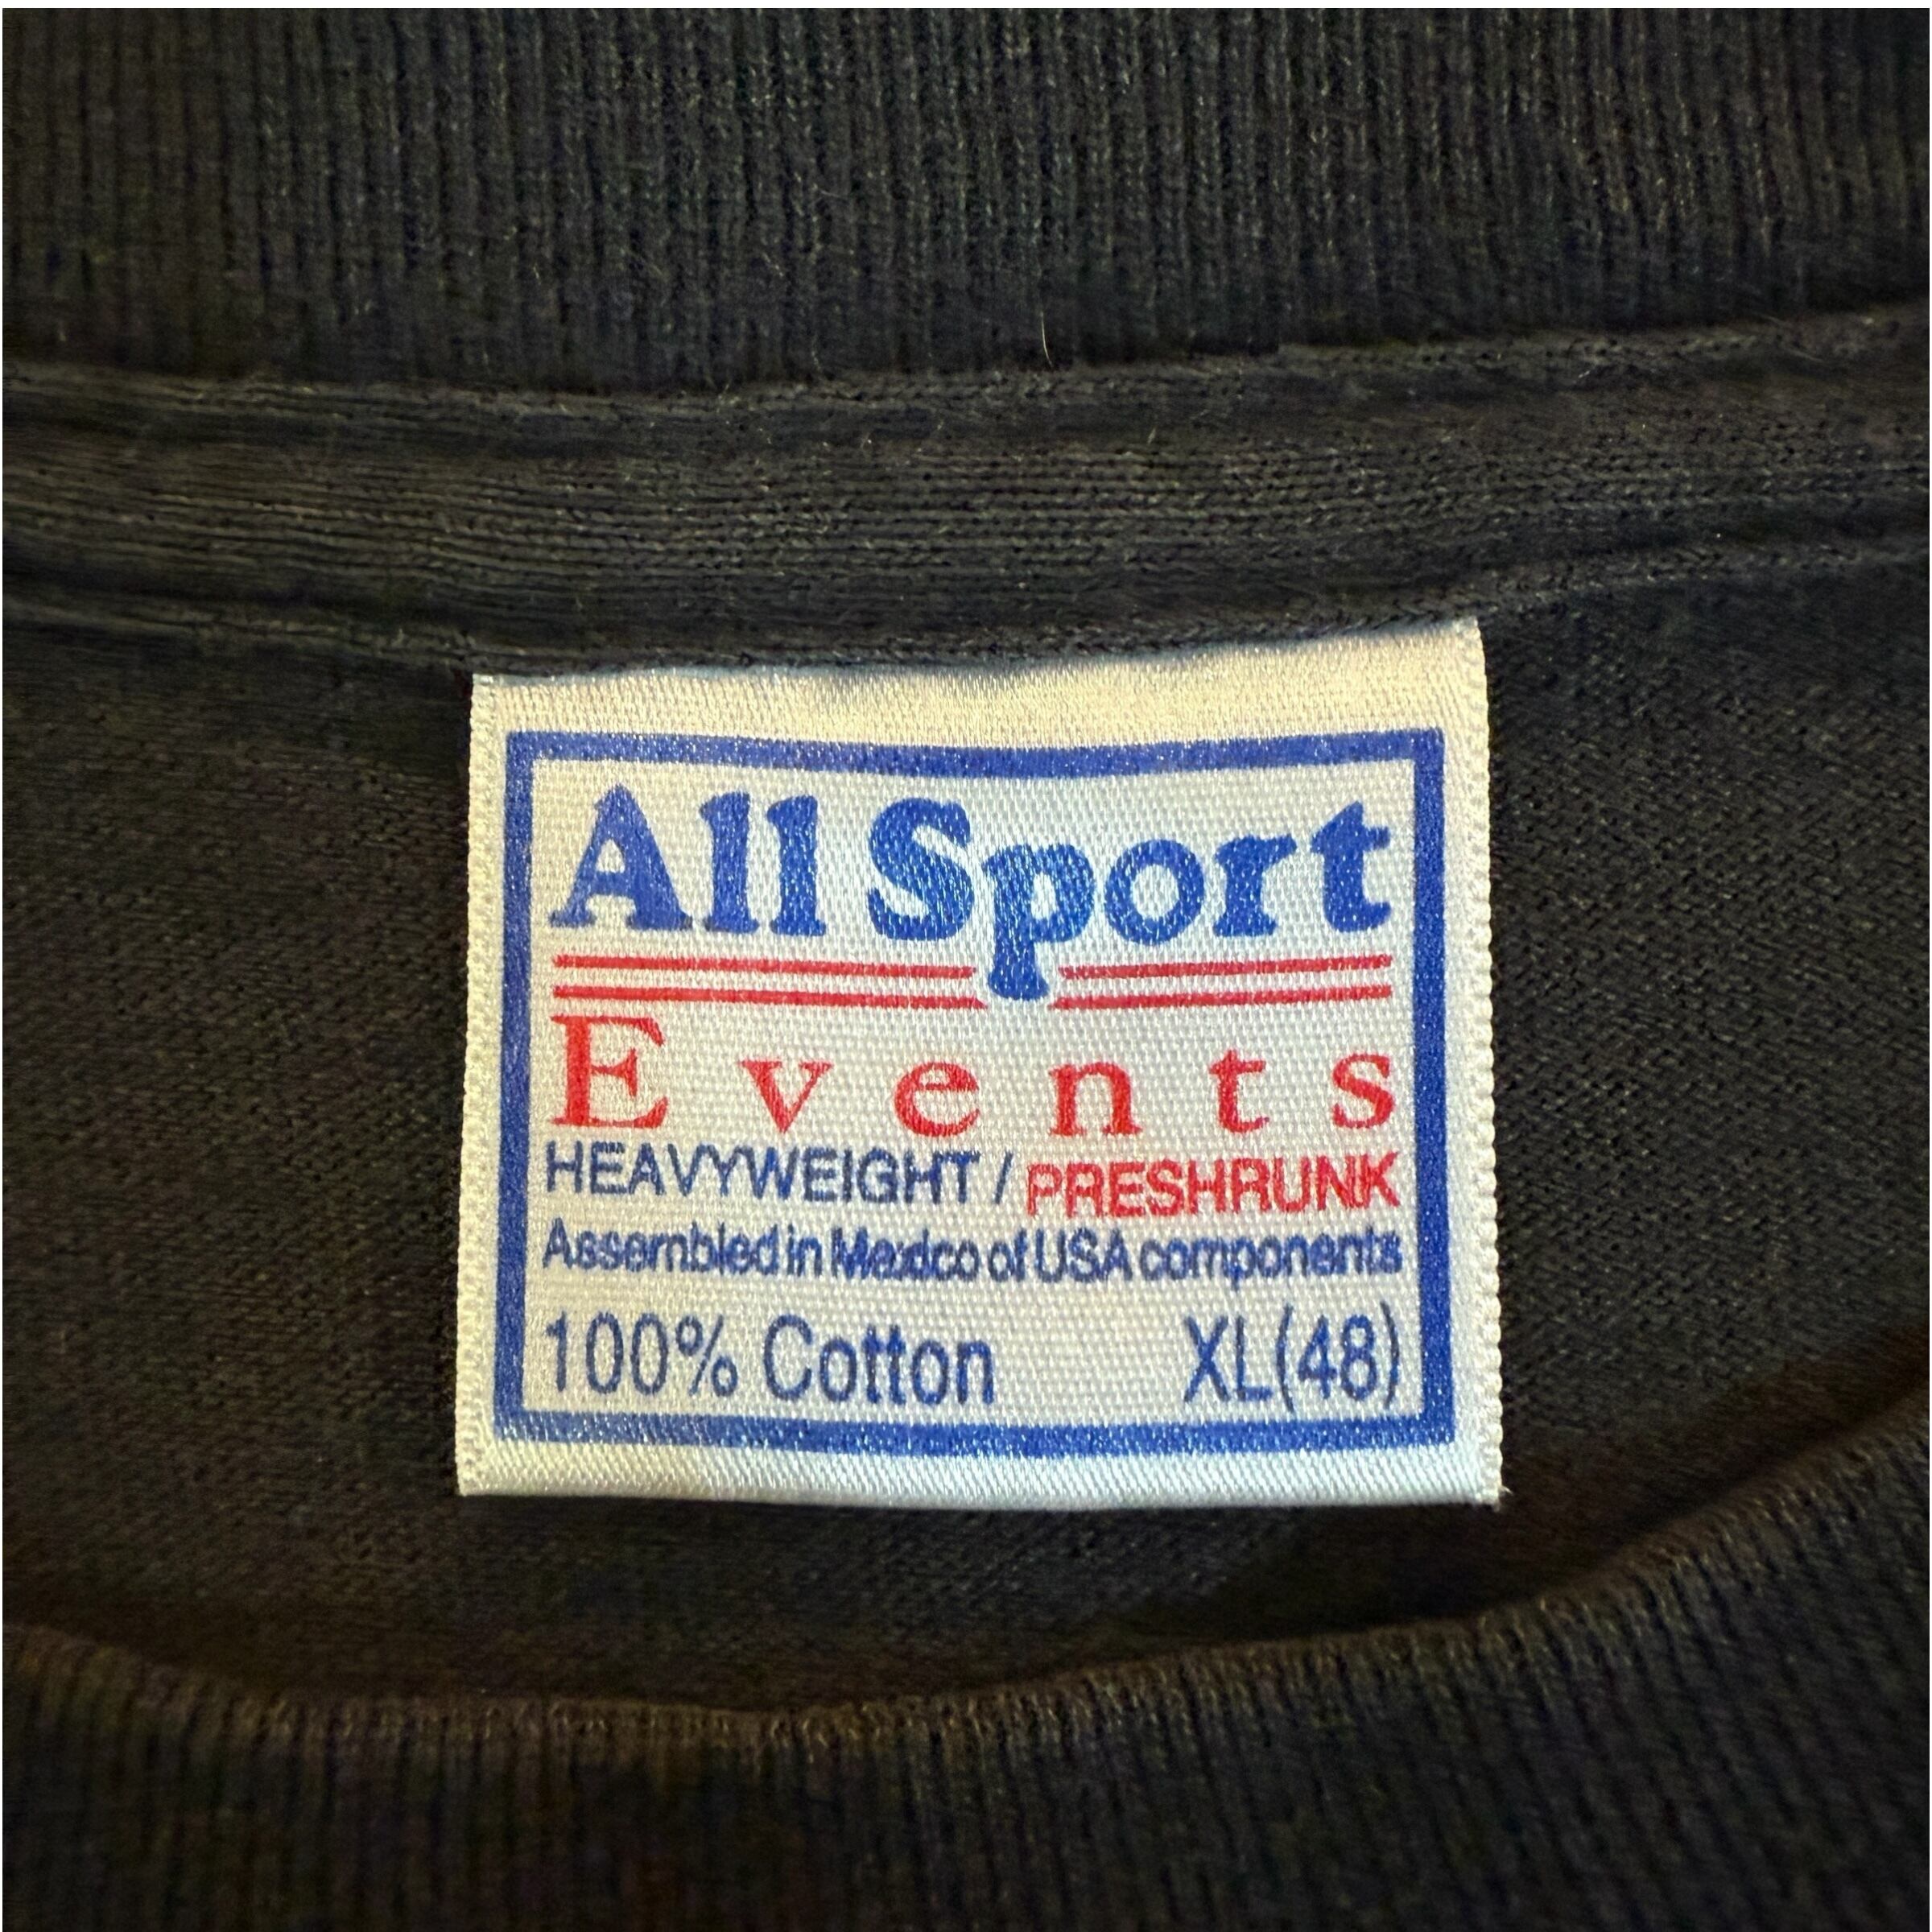 All Sport
Events
HEAVYWEIGHT / PRESHRUNK
Assembled in Mexico of USA components
100% Cotton XL(48)